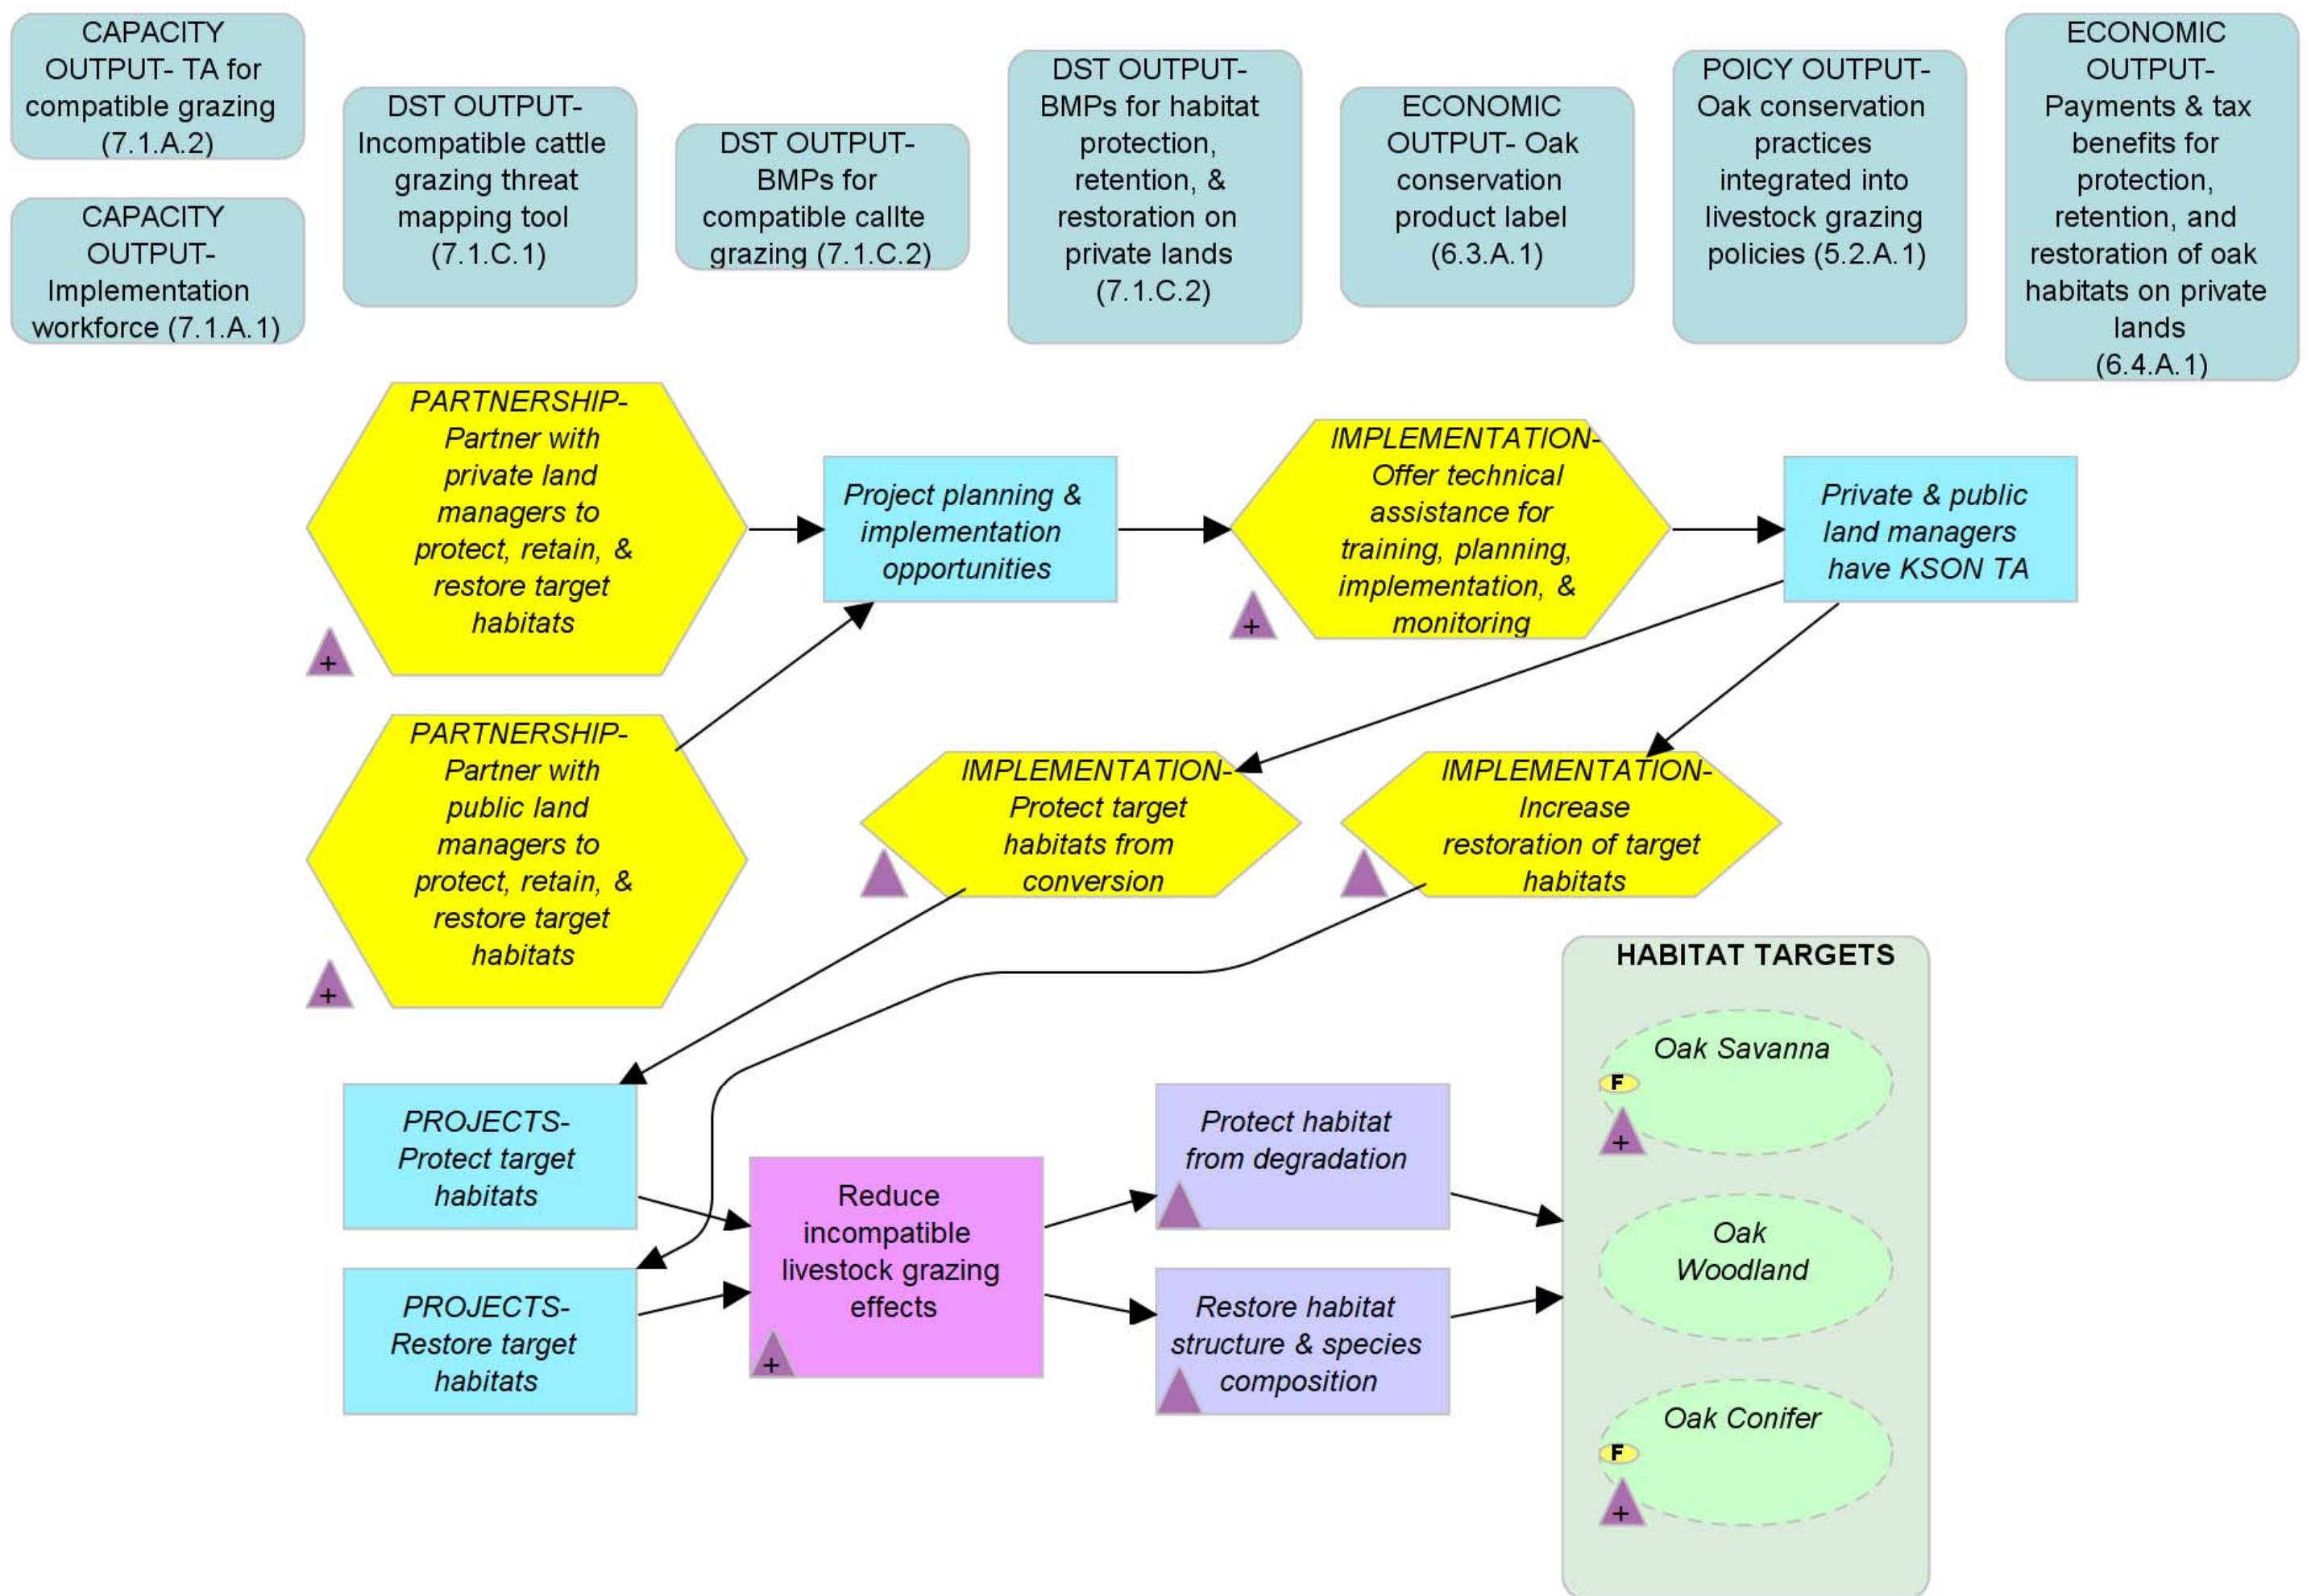 CAPACITY
OUTPUT- TA for
compatible grazing
(7.1.A.2)
CAPACITY
OUTPUT-
Implementation
workforce (7.1.A.1)
DST OUTPUT-
Incompatible cattle
grazing threat
mapping tool
(7.1.C.1)
DST OUTPUT-
BMPs for
compatible callte
grazing (7.1.C.2)
DST OUTPUT-
BMPs for habitat
protection,
retention, &
restoration on
private lands
(7.1.C.2)
ECONOMIC
OUTPUT- Oak
conservation
product label
(6.3.A.1)
POICY OUTPUT-
Oak conservation
practices
integrated into
livestock grazing
policies (5.2.A.1)
ECONOMIC
OUTPUT-
Payments & tax
benefits for
protection,
retention, and
restoration of oak
habitats on private
lands
(6.4.A.1)
PARTNERSHIP-
Partner with
private land
managers to
protect, retain, &
restore target
habitats
+
Project planning &
implementation
opportunities
IMPLEMENTATION-
Offer technical
assistance for
training, planning,
implementation, &
monitoring
+
Private & public
land managers
have KSON TA
PARTNERSHIP-
Partner with
public land
managers to
protect, retain, &
restore target
habitats
+
IMPLEMENTATION-
Protect target
habitats from
conversion
IMPLEMENTATION-
Increase
restoration of target
habitats
PROJECTS-
Protect target
habitats
PROJECTS-
Restore target
habitats
Reduce
incompatible
livestock grazing
effects
+
Protect habitat
from degradation
Restore habitat
structure & species
composition
HABITAT TARGETS
Oak Savanna
F
+
Oak
Woodland
Oak Conifer
F
+